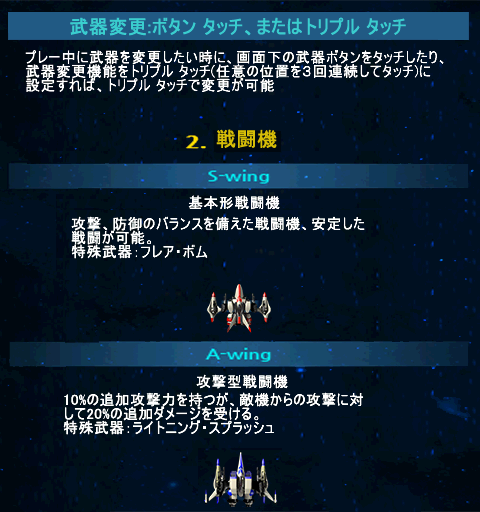 武器変更:ボタン タッチ、またはトリプル タッチ
プレー中に武器を変更したい時に、画面下の武器ボタンをタッチしたり、
武器変更機能をトリプル タッチ(任意の位置を3回連続してタッチ)に
設定すれば、トリプル タッチで変更が可能
2. 戦闘機
S-wing
基本形戦闘機
攻撃、防御のバランスを備えた戦闘機、安定した
戦闘が可能。
特殊武器:フレア・ボム
A-wing
攻撃型戦闘機
10%の追加攻撃力を持つが、敵機からの攻撃に対
して20%の追加ダメージを受ける。
特殊武器:ライトニング・スプラッシュ